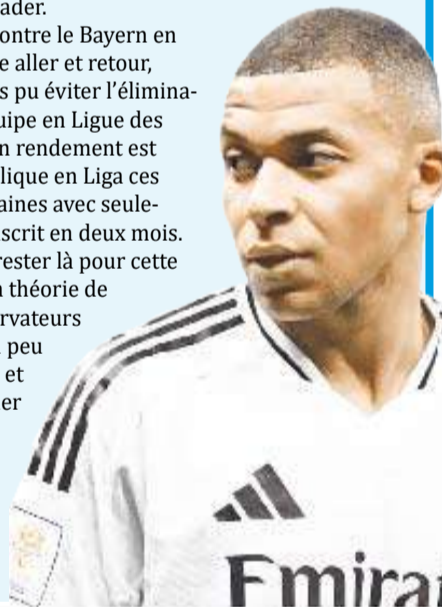 ader.
ontre le Bayern en
e aller et retour,
s pu éviter l’élimina-
uipe en Ligue des
n rendement est
lique en Liga ces
aines avec seule-
scrit en deux mois.
rester là pour cette
théorie de
rvateurs
peu
et
er
Emira